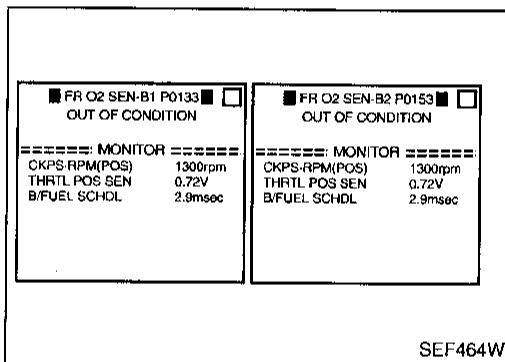 FR O2 SEN-B1 P0133
OUT OF CONDITION
====== MONITOR ======
CKPS·RPM(POS) 1300rpm
THRTL POS SEN 0.72V
B/FUEL SCHDL 2.9msec
FR O2 SEN-B2 P0153
OUT OF CONDITION
====== MONITOR ======
CKPS·RPM(POS) 1300rpm
THRTL POS SEN 0.72V
B/FUEL SCHDL 2.9msec
SEF464W